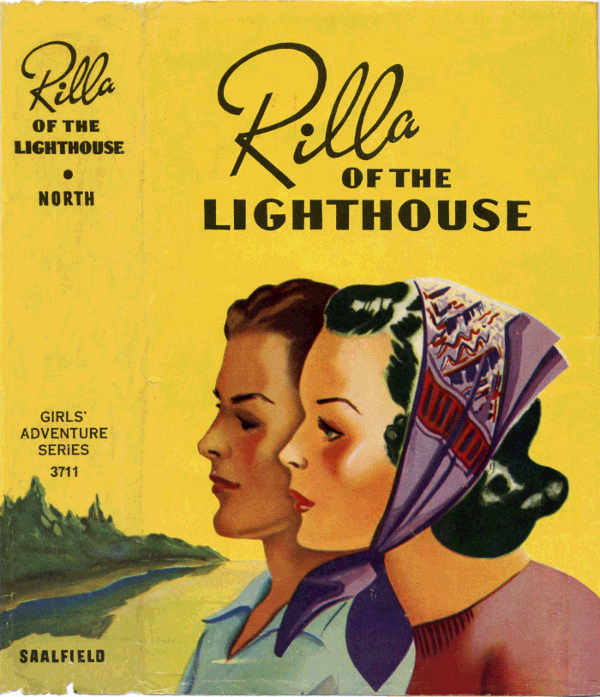 Rilla
OF THE
LIGHTHOUSE
•
NORTH
GIRLS'
ADVENTURE
SERIES
3711
SAALFIELD
Rilla
OF THE
LIGHTHOUSE